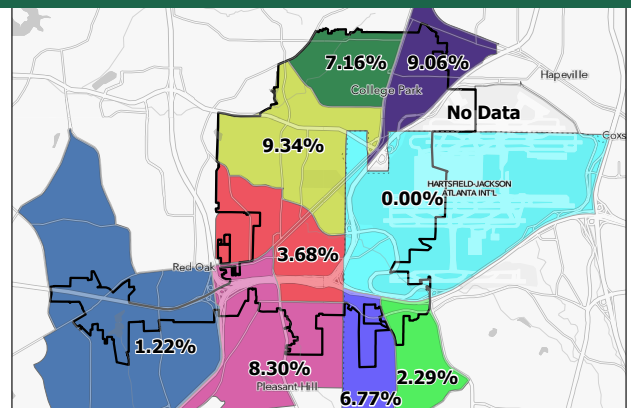 7.16%
9.06%
College Park
Hapeville
No Data
Coxs
9.34%
HARTSFIELD-JACKSON
ATLANTA INT'L
0.00%
3.68%
Red Oak
1.22%
8.30%
2.29%
Pleasant Hill
6.77%